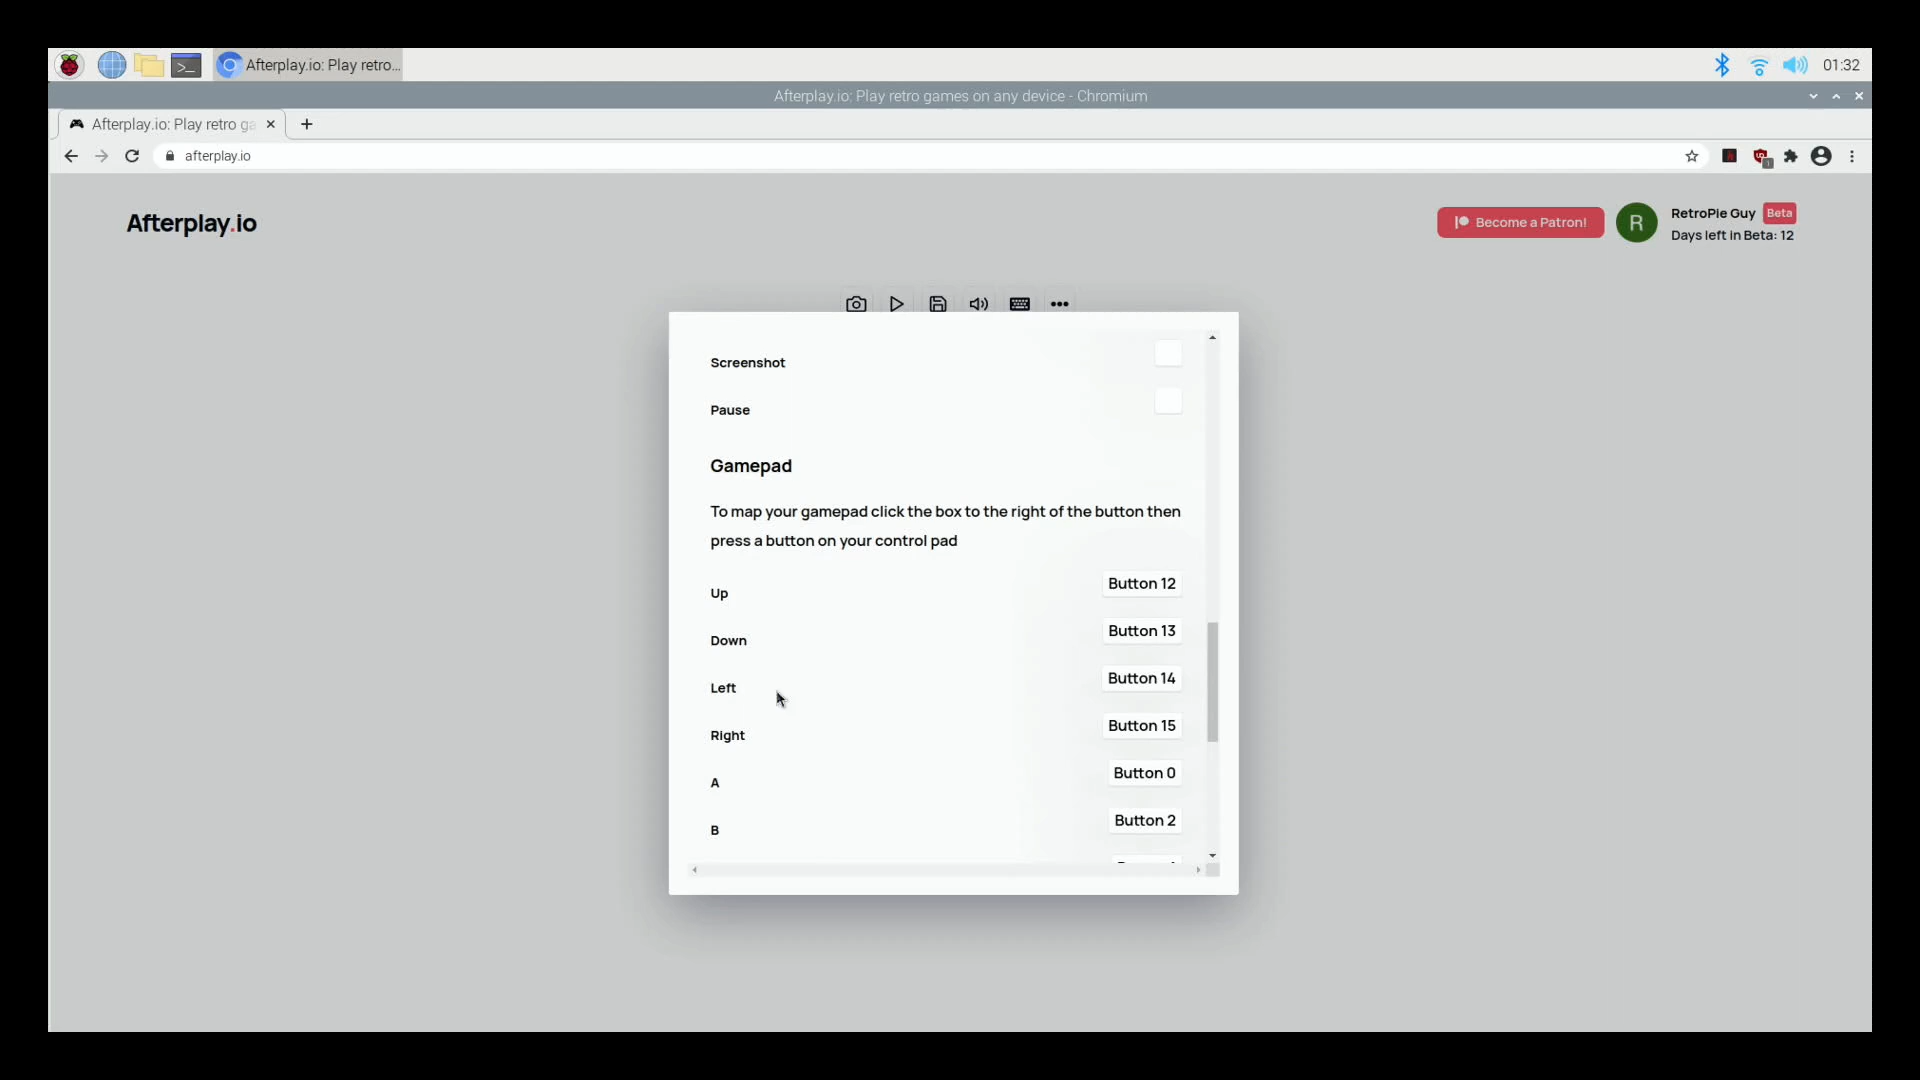 Afterplay.io: Play retro...
01:32
Afterplay.io: Play retro games on any device - Chromium
Afterplay.io: Play retro ga
afterplay.io
Afterplay.io
Become a Patron!
R
RetroPie Guy Beta
Days left in Beta: 12
Screenshot
Pause
Gamepad
To map your gamepad click the box to the right of the button then
press a button on your control pad
Up Button 12
Down Button 13
Left Button 14
Right Button 15
A Button 0
B Button 2